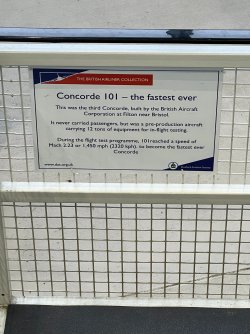 THE BRITISH AIRLINER COLLECTION
Concorde 101 – the fastest ever
This was the third Concorde, built by the British Aircraft
Corporation at Filton near Bristol.
It never carried passengers, but was a pre-production aircraft
carrying 12 tons of equipment for in-flight testing.
During the flight test programme, 101 reached a speed of
Mach 2.23 or 1,450 mph (2320 kph): to become the fastest ever
Concorde
www.das.org.uk